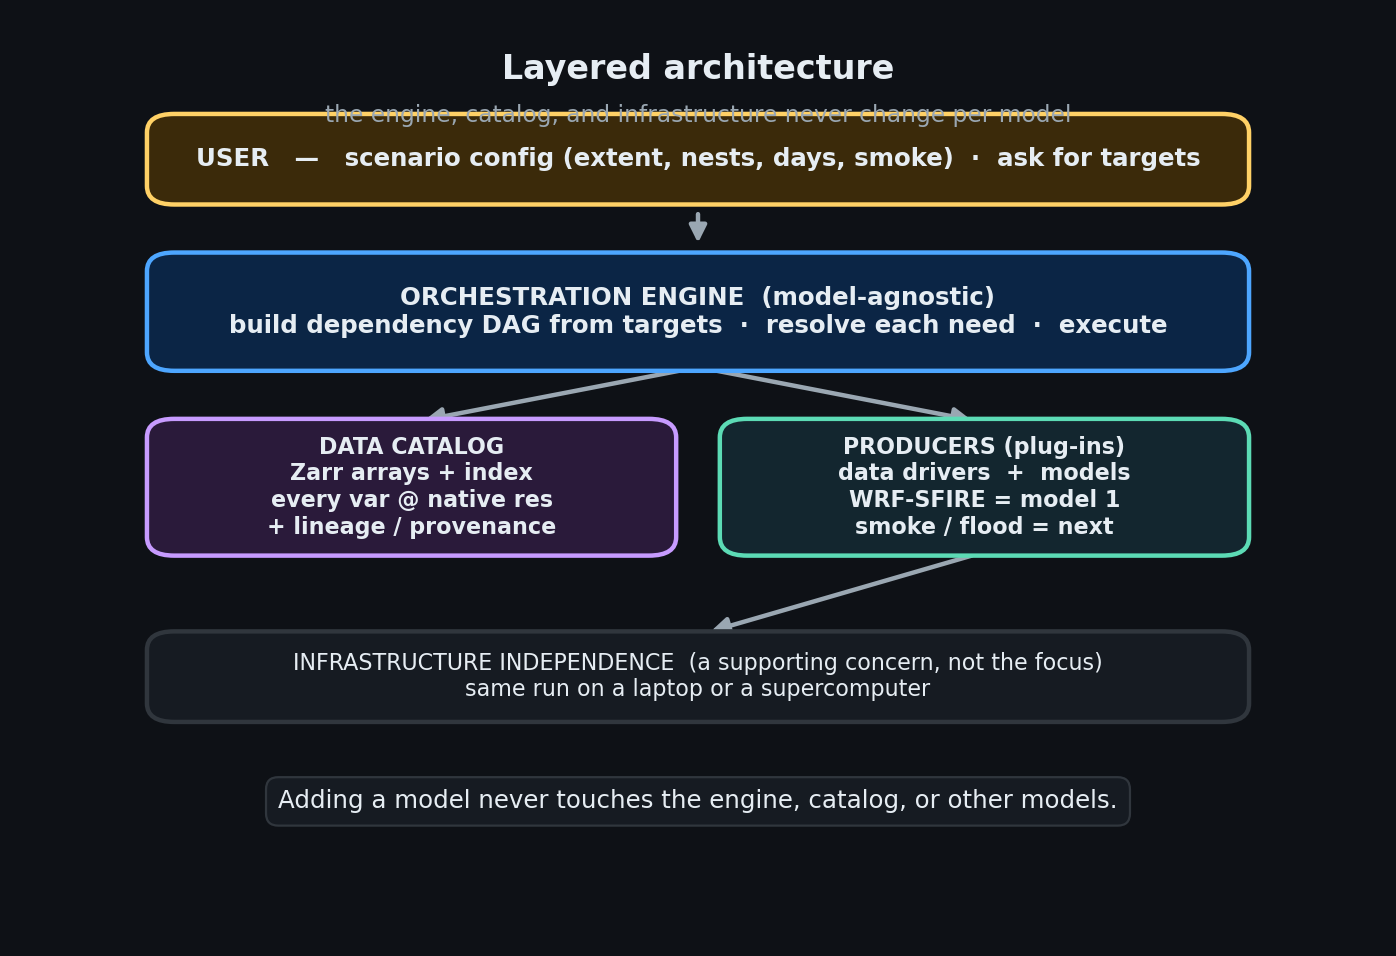 Layered architecture
the engine, catalog, and infrastructure never change per model
USER — scenario config (extent, nests, days, smoke) · ask for targets
ORCHESTRATION ENGINE (model-agnostic)
build dependency DAG from targets · resolve each need · execute
DATA CATALOG
Zarr arrays + index
every var @ native res
+ lineage / provenance
PRODUCERS (plug-ins)
data drivers + models
WRF-SFIRE = model 1
smoke / flood = next
INFRASTRUCTURE INDEPENDENCE (a supporting concern, not the focus)
same run on a laptop or a supercomputer
Adding a model never touches the engine, catalog, or other models.